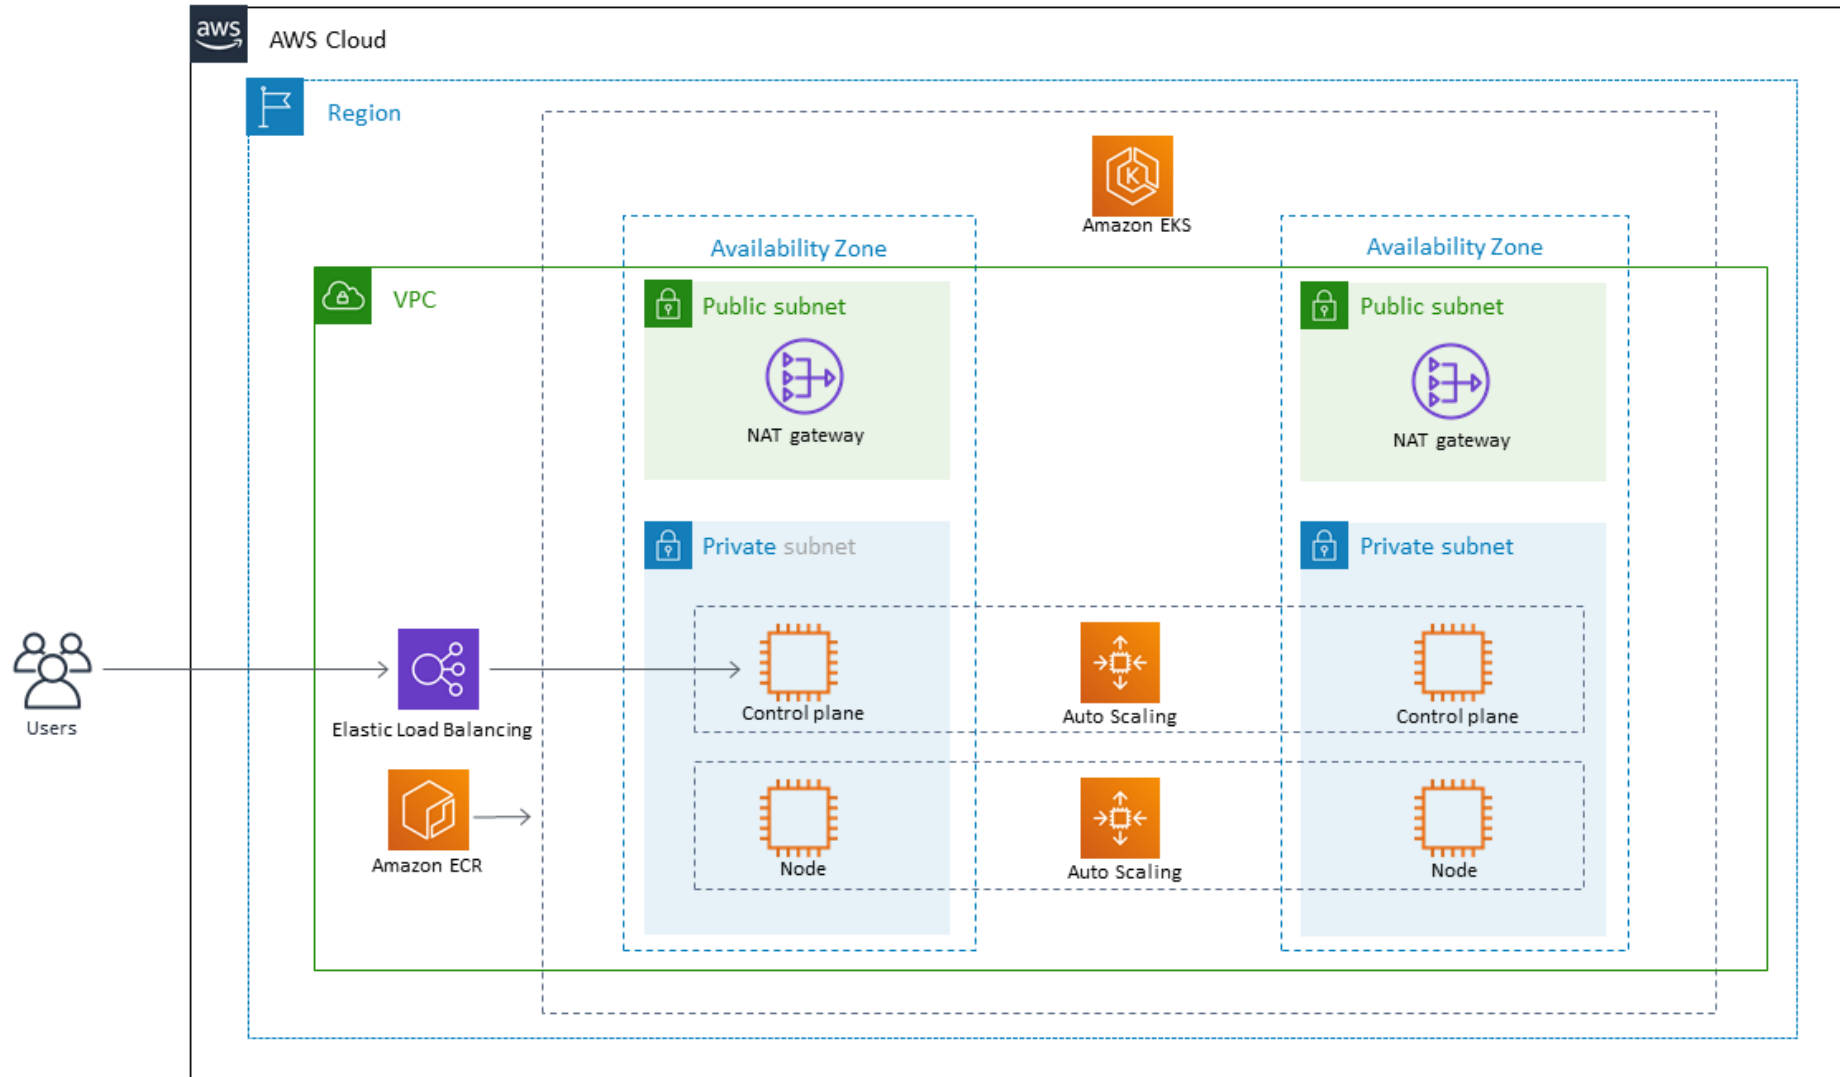 aws
AWS Cloud
Region
Amazon EKS
Availability Zone
Availability Zone
VPC
Public subnet
Public subnet
NAT gateway
NAT gateway
Private subnet
Private subnet
Users
Elastic Load Balancing
Control plane
Auto Scaling
Control plane
Amazon ECR
Node
Auto Scaling
Node